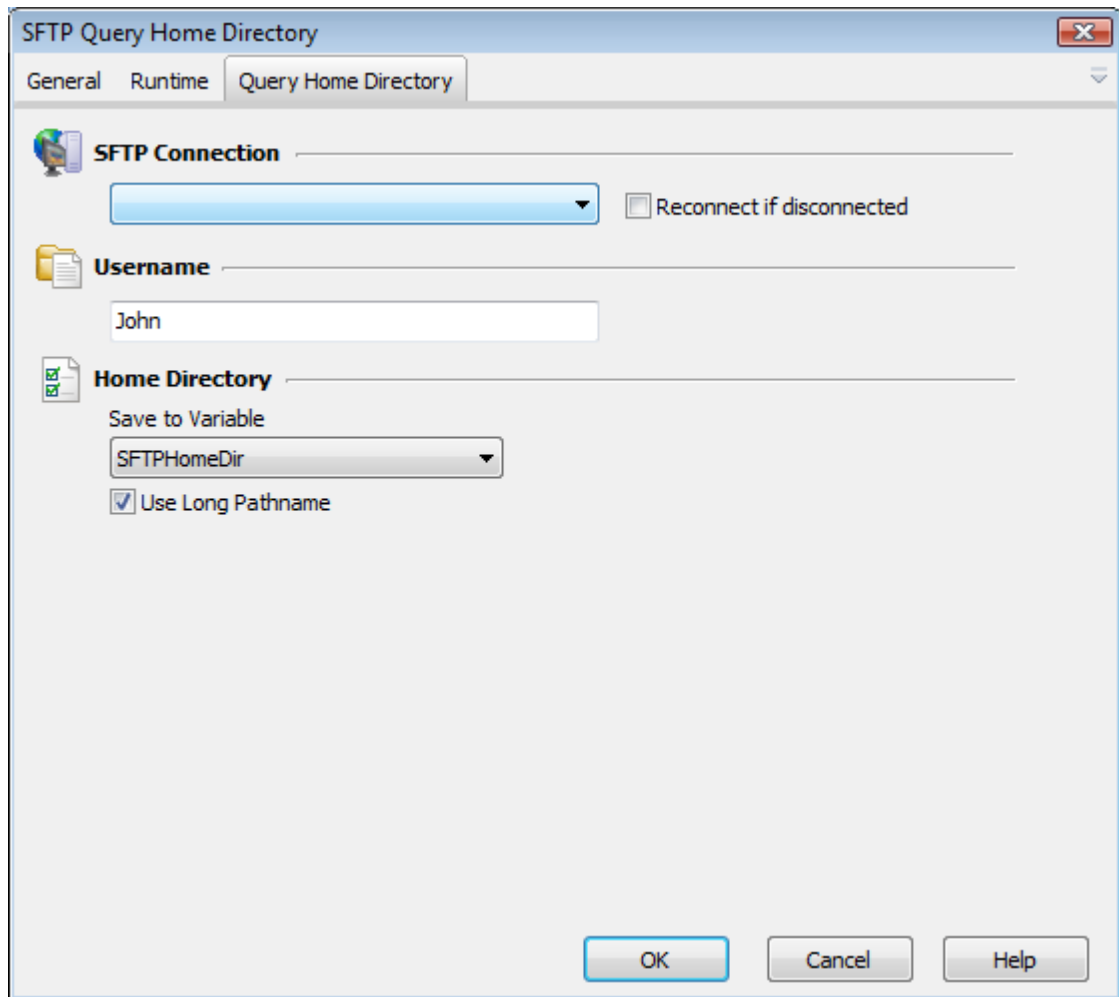 SFTP Query Home Directory
General Runtime Query Home Directory
SFTP Connection
Reconnect if disconnected
Username
John
Home Directory
Save to Variable
SFTPHomeDir
Use Long Pathname
OK Cancel Help